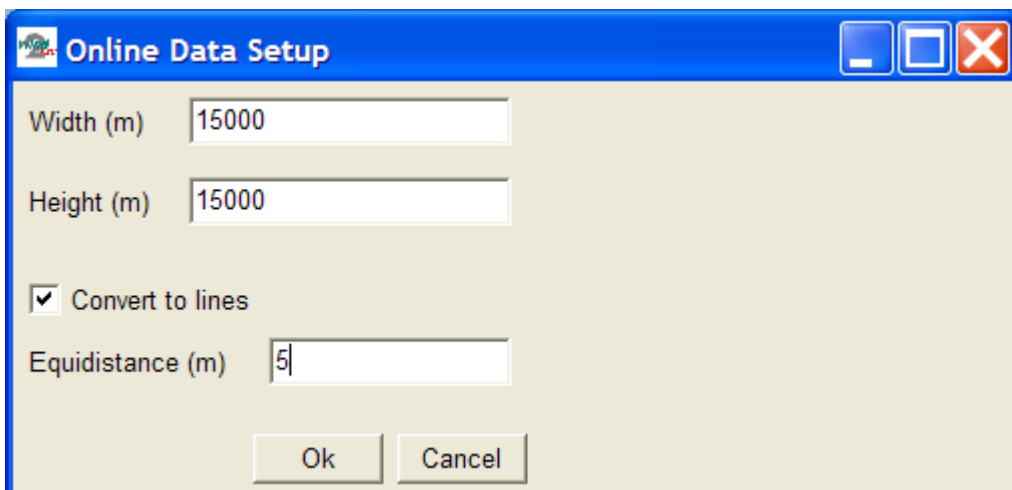 Online Data Setup
Width (m) 15000
Height (m) 15000
Convert to lines
Equidistance (m) 5
Ok Cancel